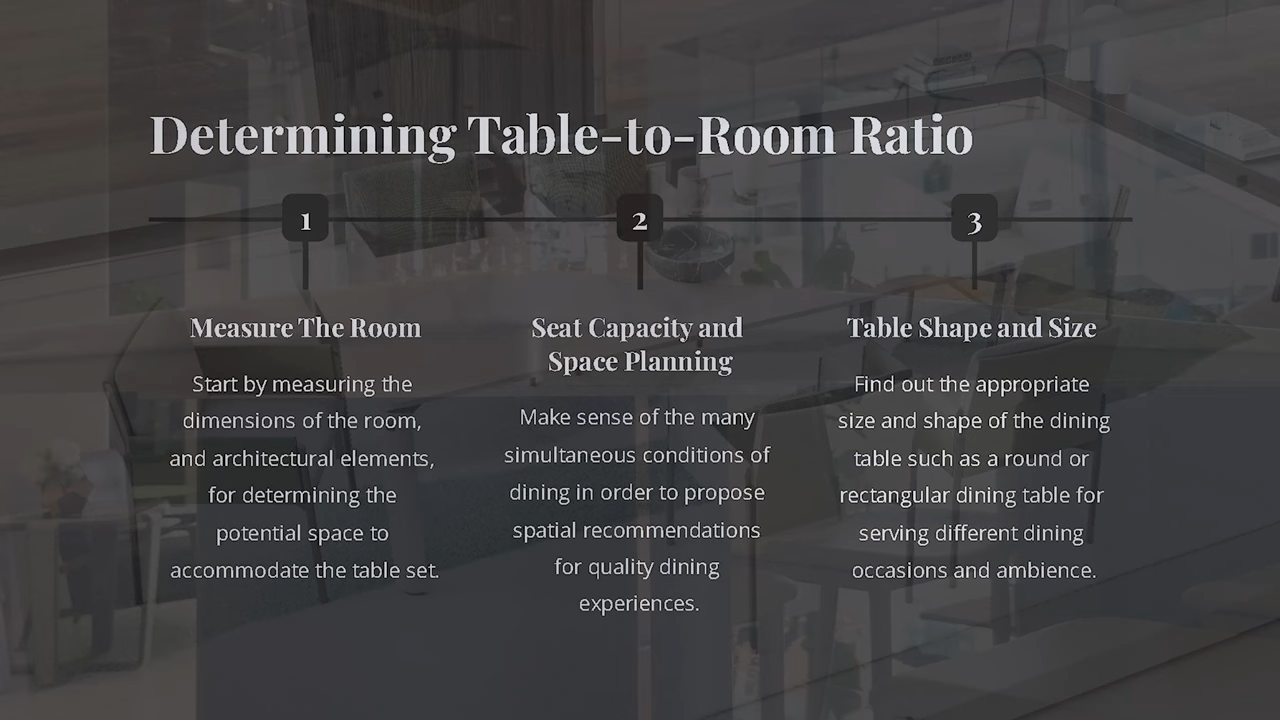 Determining Table-to-Room Ratio
1
2
3
Measure The Room
Start by measuring the
dimensions of the room,
and architectural elements,
for determining the
potential space to
accommodate the table set.
Seat Capacity and
Space Planning
Make sense of the many
simultaneous conditions of
dining in order to propose
spatial recommendations
for quality dining
experiences.
Table Shape and Size
Find out the appropriate
size and shape of the dining
table such as a round or
rectangular dining table for
serving different dining
occasions and ambience.